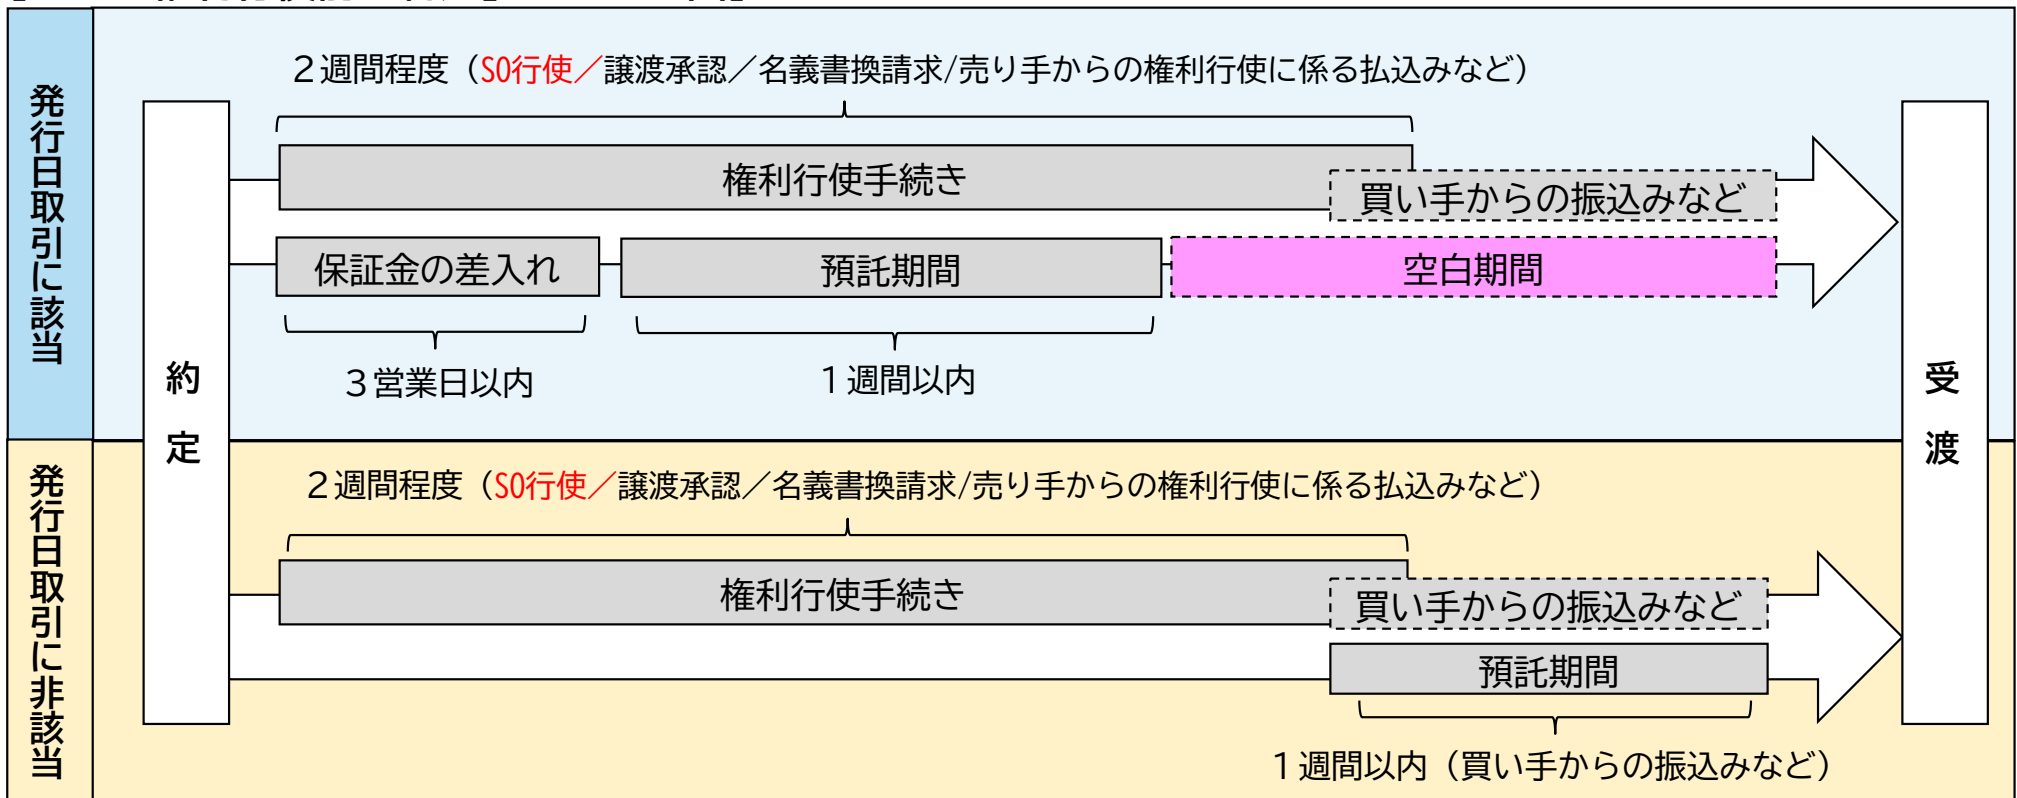 発行日取引に該当
２週間程度（SO行使／譲渡承認／名義書換請求/売り手からの権利行使に係る払込みなど）
権利行使手続き
買い手からの振込みなど
保証金の差入れ
預託期間
空白期間
３営業日以内
１週間以内
約定
受渡
発行日取引に非該当
２週間程度（SO行使／譲渡承認／名義書換請求/売り手からの権利行使に係る払込みなど）
権利行使手続き
買い手からの振込みなど
預託期間
１週間以内（買い手からの振込みなど）